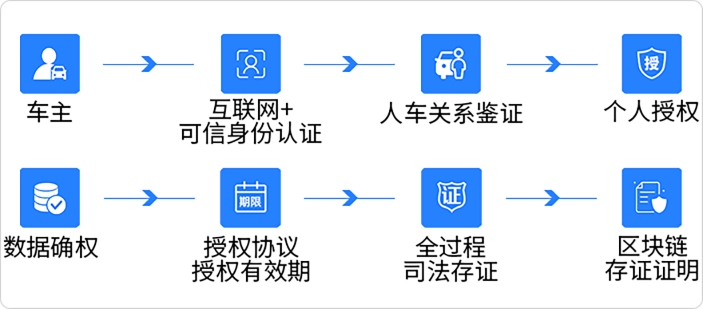 授
车主
互联网+
可信身份认证
人车关系鉴证
个人授权
期限
证
数据确权
授权协议
授权有效期
全过程
司法存证
区块链
存证证明